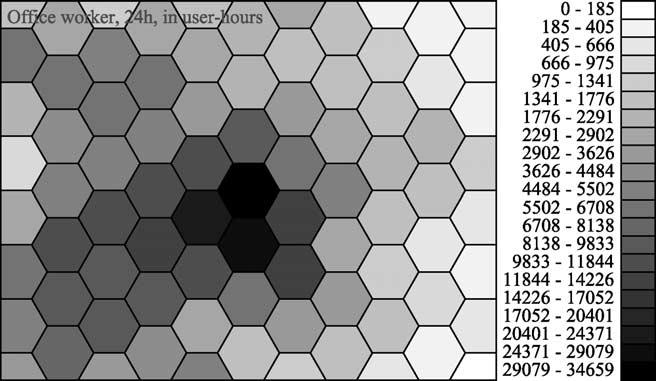 Office worker, 24h, in user-hours
0 - 185
185 - 405
405 - 666
666 - 975
975 - 1341
1341 - 1776
1776 - 2291
2291 - 2902
2902 - 3626
3626 - 4484
4484 - 5502
5502 - 6708
6708 - 8138
8138 - 9833
9833 - 11844
11844 - 14226
14226 - 17052
17052 - 20401
20401 - 24371
24371 - 29079
29079 - 34659